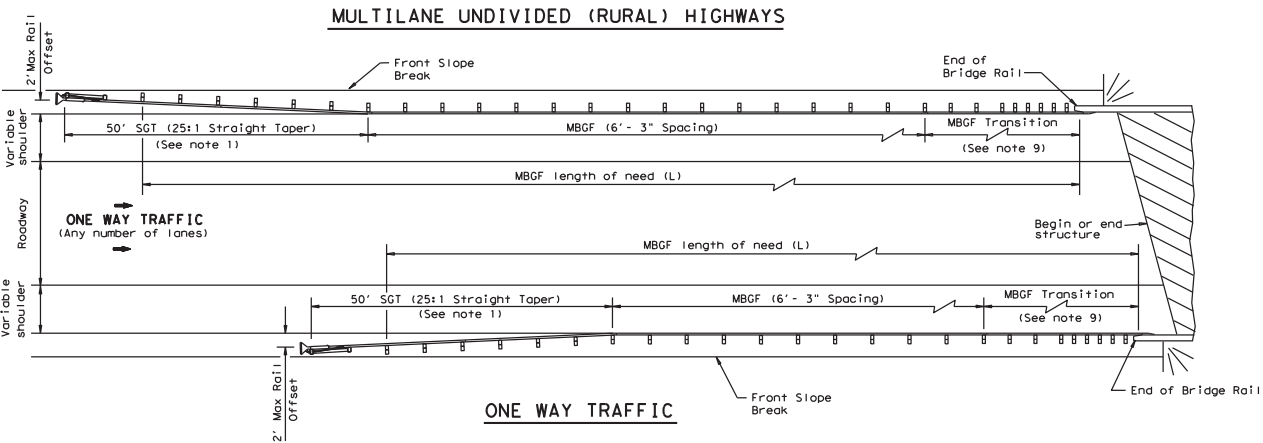 MULTILANE UNDIVIDED (RURAL) HIGHWAYS
2' Max Rail
Offset
Front Slope
Break
End of
Bridge Rail
Variable
shoulder
50' SGT (25:1 Straight Taper)
(See note 1)
MBGF (6'- 3" Spacing)
MBGF Transition
(See note 9)
MBGF length of need (L)
Roadway
ONE WAY TRAFFIC
(Any number of lanes)
Begin or end
structure
MBGF length of need (L)
Variable
shoulder
50' SGT (25:1 Straight Taper)
(See note 1)
MBGF (6'- 3" Spacing)
MBGF Transition
(See note 9)
2' Max Rail
Offset
Front Slope
Break
End of Bridge Rail
ONE WAY TRAFFIC